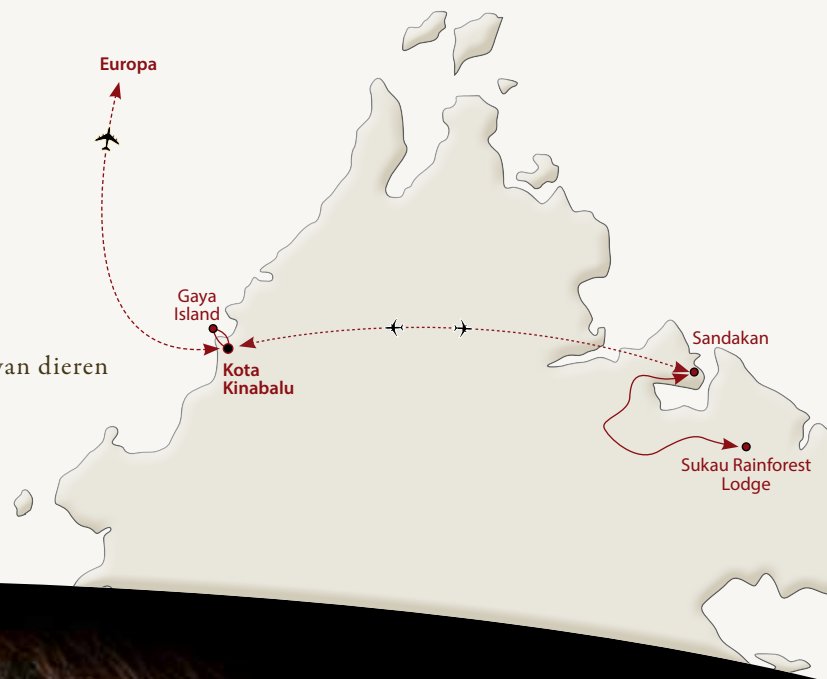 Europa
Gaya
Island
Kota
Kinabalu
Sandakan
Sukau Rainforest
Lodge
van dieren